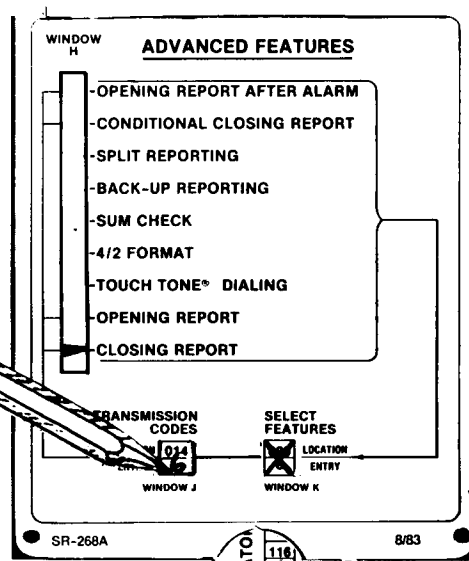 WINDOW
H
ADVANCED FEATURES
OPENING REPORT AFTER ALARM
CONDITIONAL CLOSING REPORT
SPLIT REPORTING
BACK-UP REPORTING
SUM CHECK
4/2 FORMAT
TOUCH TONE® DIALING
OPENING REPORT
CLOSING REPORT
TRANSMISSION
CODES
SELECT
FEATURES
014
LOCATION
ENTRY
WINDOW J
WINDOW K
SR-268A
8/83
116